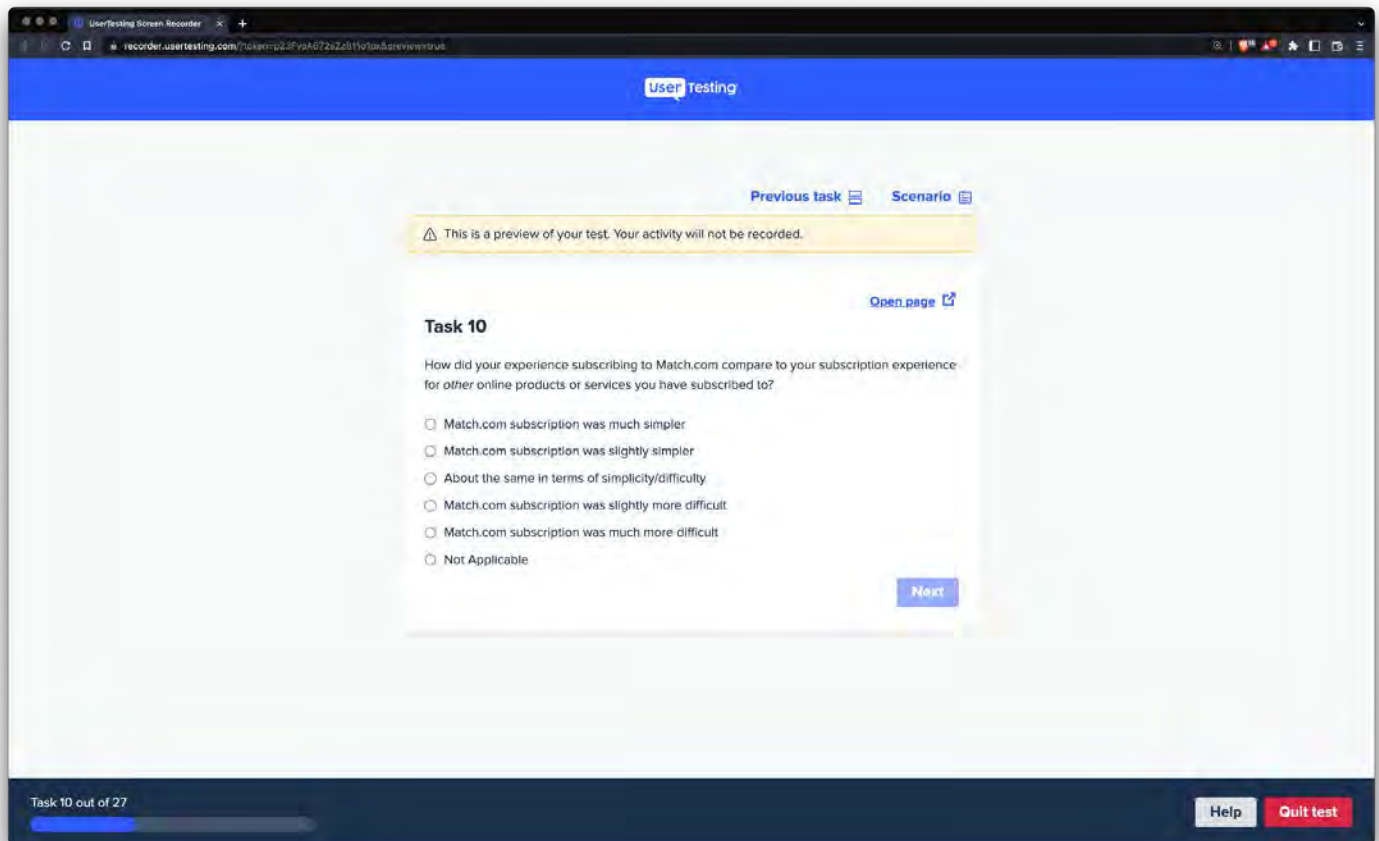 UserTesting Screen Recorder
User Testing
Previous task
Scenario
This is a preview of your test. Your activity will not be recorded.
Open page
Task 10
How did your experience subscribing to Match.com compare to your subscription experience
for other online products or services you have subscribed to?
Match.com subscription was much simpler
Match.com subscription was slightly simpler
About the same in terms of simplicity/difficulty
Match.com subscription was slightly more difficult
Match.com subscription was much more difficult
Not Applicable
Next
Task 10 out of 27
Help
Quit test